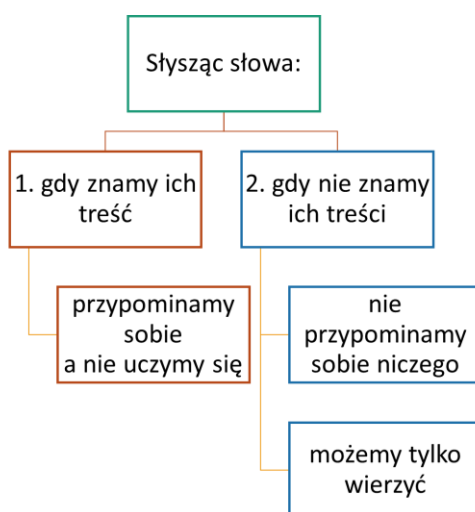 Słysząc słowa:
1. gdy znamy ich
treść
2. gdy nie znamy
ich treści
przypominamy
sobie
a nie uczymy się
nie
przypominamy
sobie niczego
możemy tylko
wierzyć